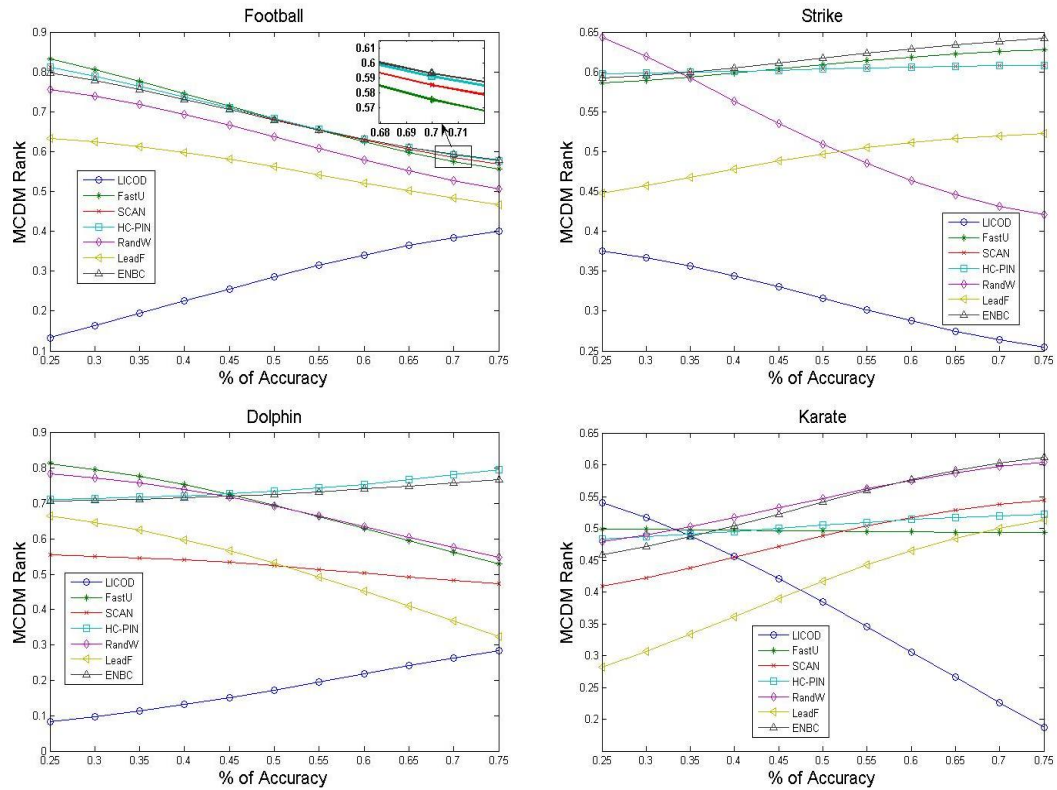 Football
MCDM Rank
0.9
0.8
0.7
0.6
0.5
0.4
0.3
0.2
0.1
0.61
0.6
0.59
0.58
0.57
0.68 0.69 0.7 0.71
LICOD
FastU
SCAN
HC-PIN
RandW
LeadF
ENBC
0.25 0.3 0.35 0.4 0.45 0.5 0.55 0.6 0.65 0.7 0.75
% of Accuracy
Strike
MCDM Rank
0.65
0.6
0.55
0.5
0.45
0.4
0.35
0.3
0.25
LICOD
FastU
SCAN
HC-PIN
RandW
LeadF
ENBC
0.25 0.3 0.35 0.4 0.45 0.5 0.55 0.6 0.65 0.7 0.75
% of Accuracy
Dolphin
MCDM Rank
0.9
0.8
0.7
0.6
0.5
0.4
0.3
0.2
0.1
0
LICOD
FastU
SCAN
HC-PIN
RandW
LeadF
ENBC
0.25 0.3 0.35 0.4 0.45 0.5 0.55 0.6 0.65 0.7 0.75
% of Accuracy
Karate
MCDM Rank
0.65
0.6
0.55
0.5
0.45
0.4
0.35
0.3
0.25
0.2
LICOD
FastU
SCAN
HC-PIN
RandW
LeadF
ENBC
0.25 0.3 0.35 0.4 0.45 0.5 0.55 0.6 0.65 0.7 0.75
% of Accuracy